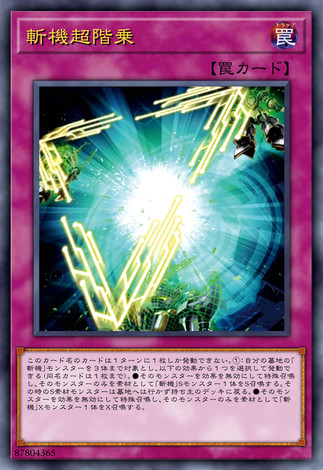 斬機超階乗
トラップ
罠
【罠カード】
このカード名のカードは1ターンに1枚しか発動できない。①:自分の墓地の「
斬機」モンスターを3体まで対象とし、以下の効果から1つを選択して発動で
きる(同名カードは1枚まで)。●そのモンスターを効果を無効にして特殊召喚
し、そのモンスターのみを素材として「斬機」Sモンスター1体をS召喚する。そ
の時のS素材モンスターは墓地へは行かず持ち主のデッキに戻る。●そのモンス
ターを効果を無効にして特殊召喚し、そのモンスターのみを素材として「斬
機」Xモンスター1体をX召喚する。
87804365